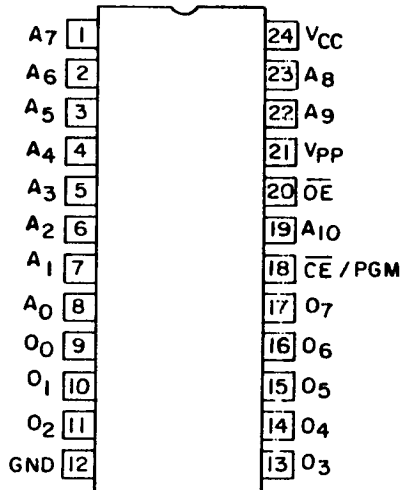 A7 1 24 VCC
A6 2 23 A8
A5 3 22 A9
A4 4 21 VPP
A3 5 20 O̅E̅
A2 6 19 A10
A1 7 18 C̅E̅ / PGM
A0 8 17 O7
O0 9 16 O6
O1 10 15 O5
O2 11 14 O4
GND 12 13 O3